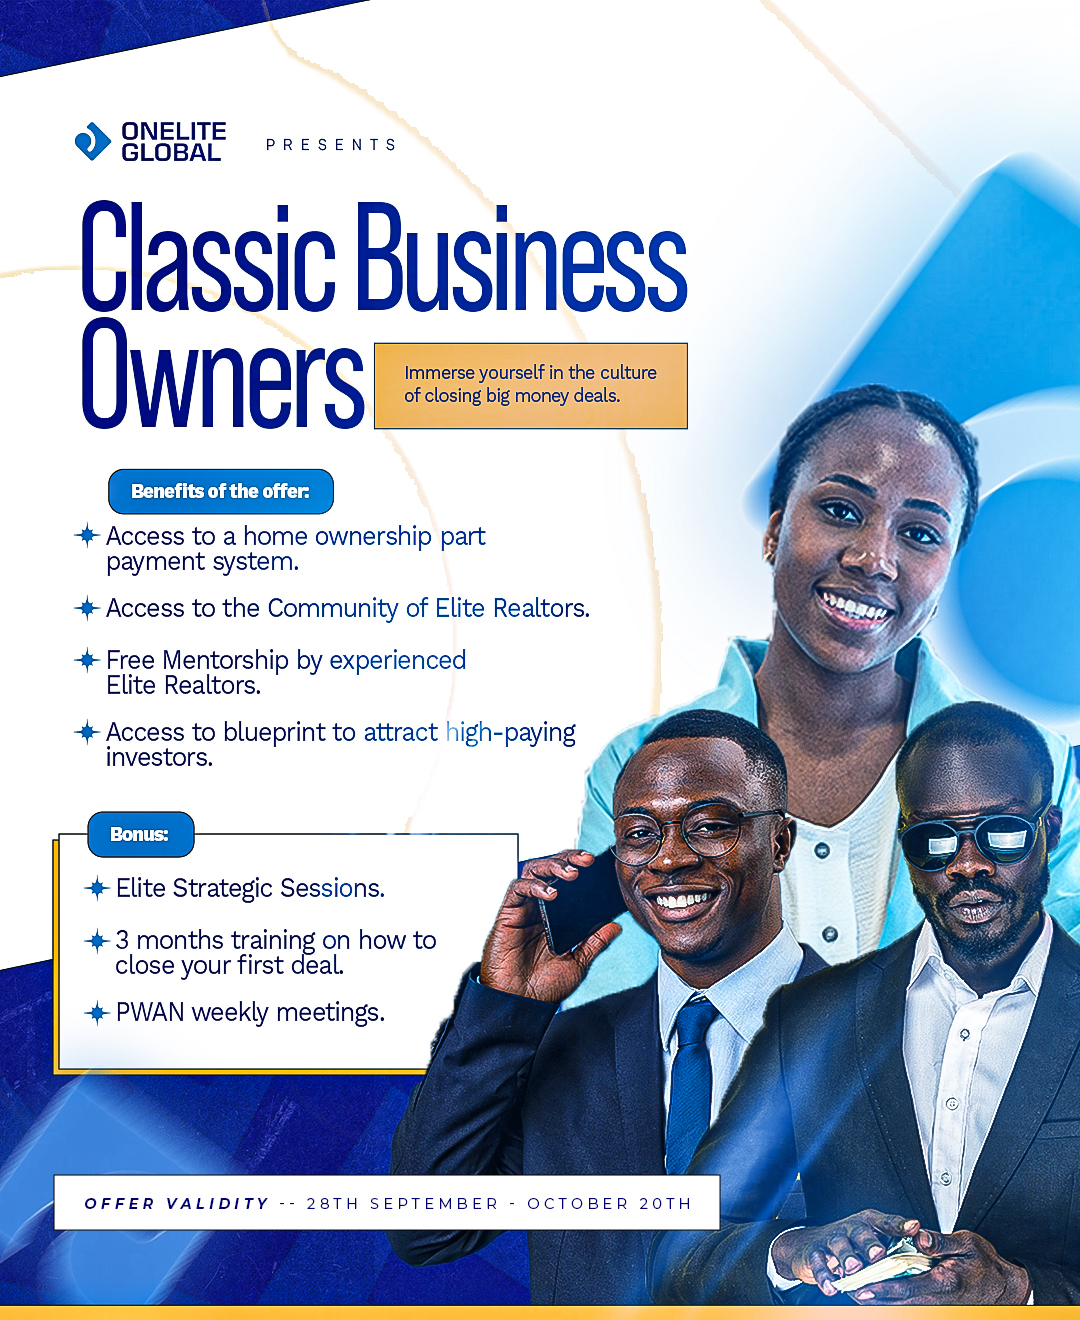 ONELITE
GLOBAL
PRESENTS
Classic Business
Owners
Immerse yourself in the culture
of closing big money deals.
Benefits of the offer:
Access to a home ownership part
payment system.
Access to the Community of Elite Realtors.
Free Mentorship by experienced
Elite Realtors.
Access to blueprint to attract high-paying
investors.
Bonus:
Elite Strategic Sessions.
3 months training on how to
close your first deal.
PWAN weekly meetings.
OFFER VALIDITY -- 28TH SEPTEMBER - OCTOBER 20TH